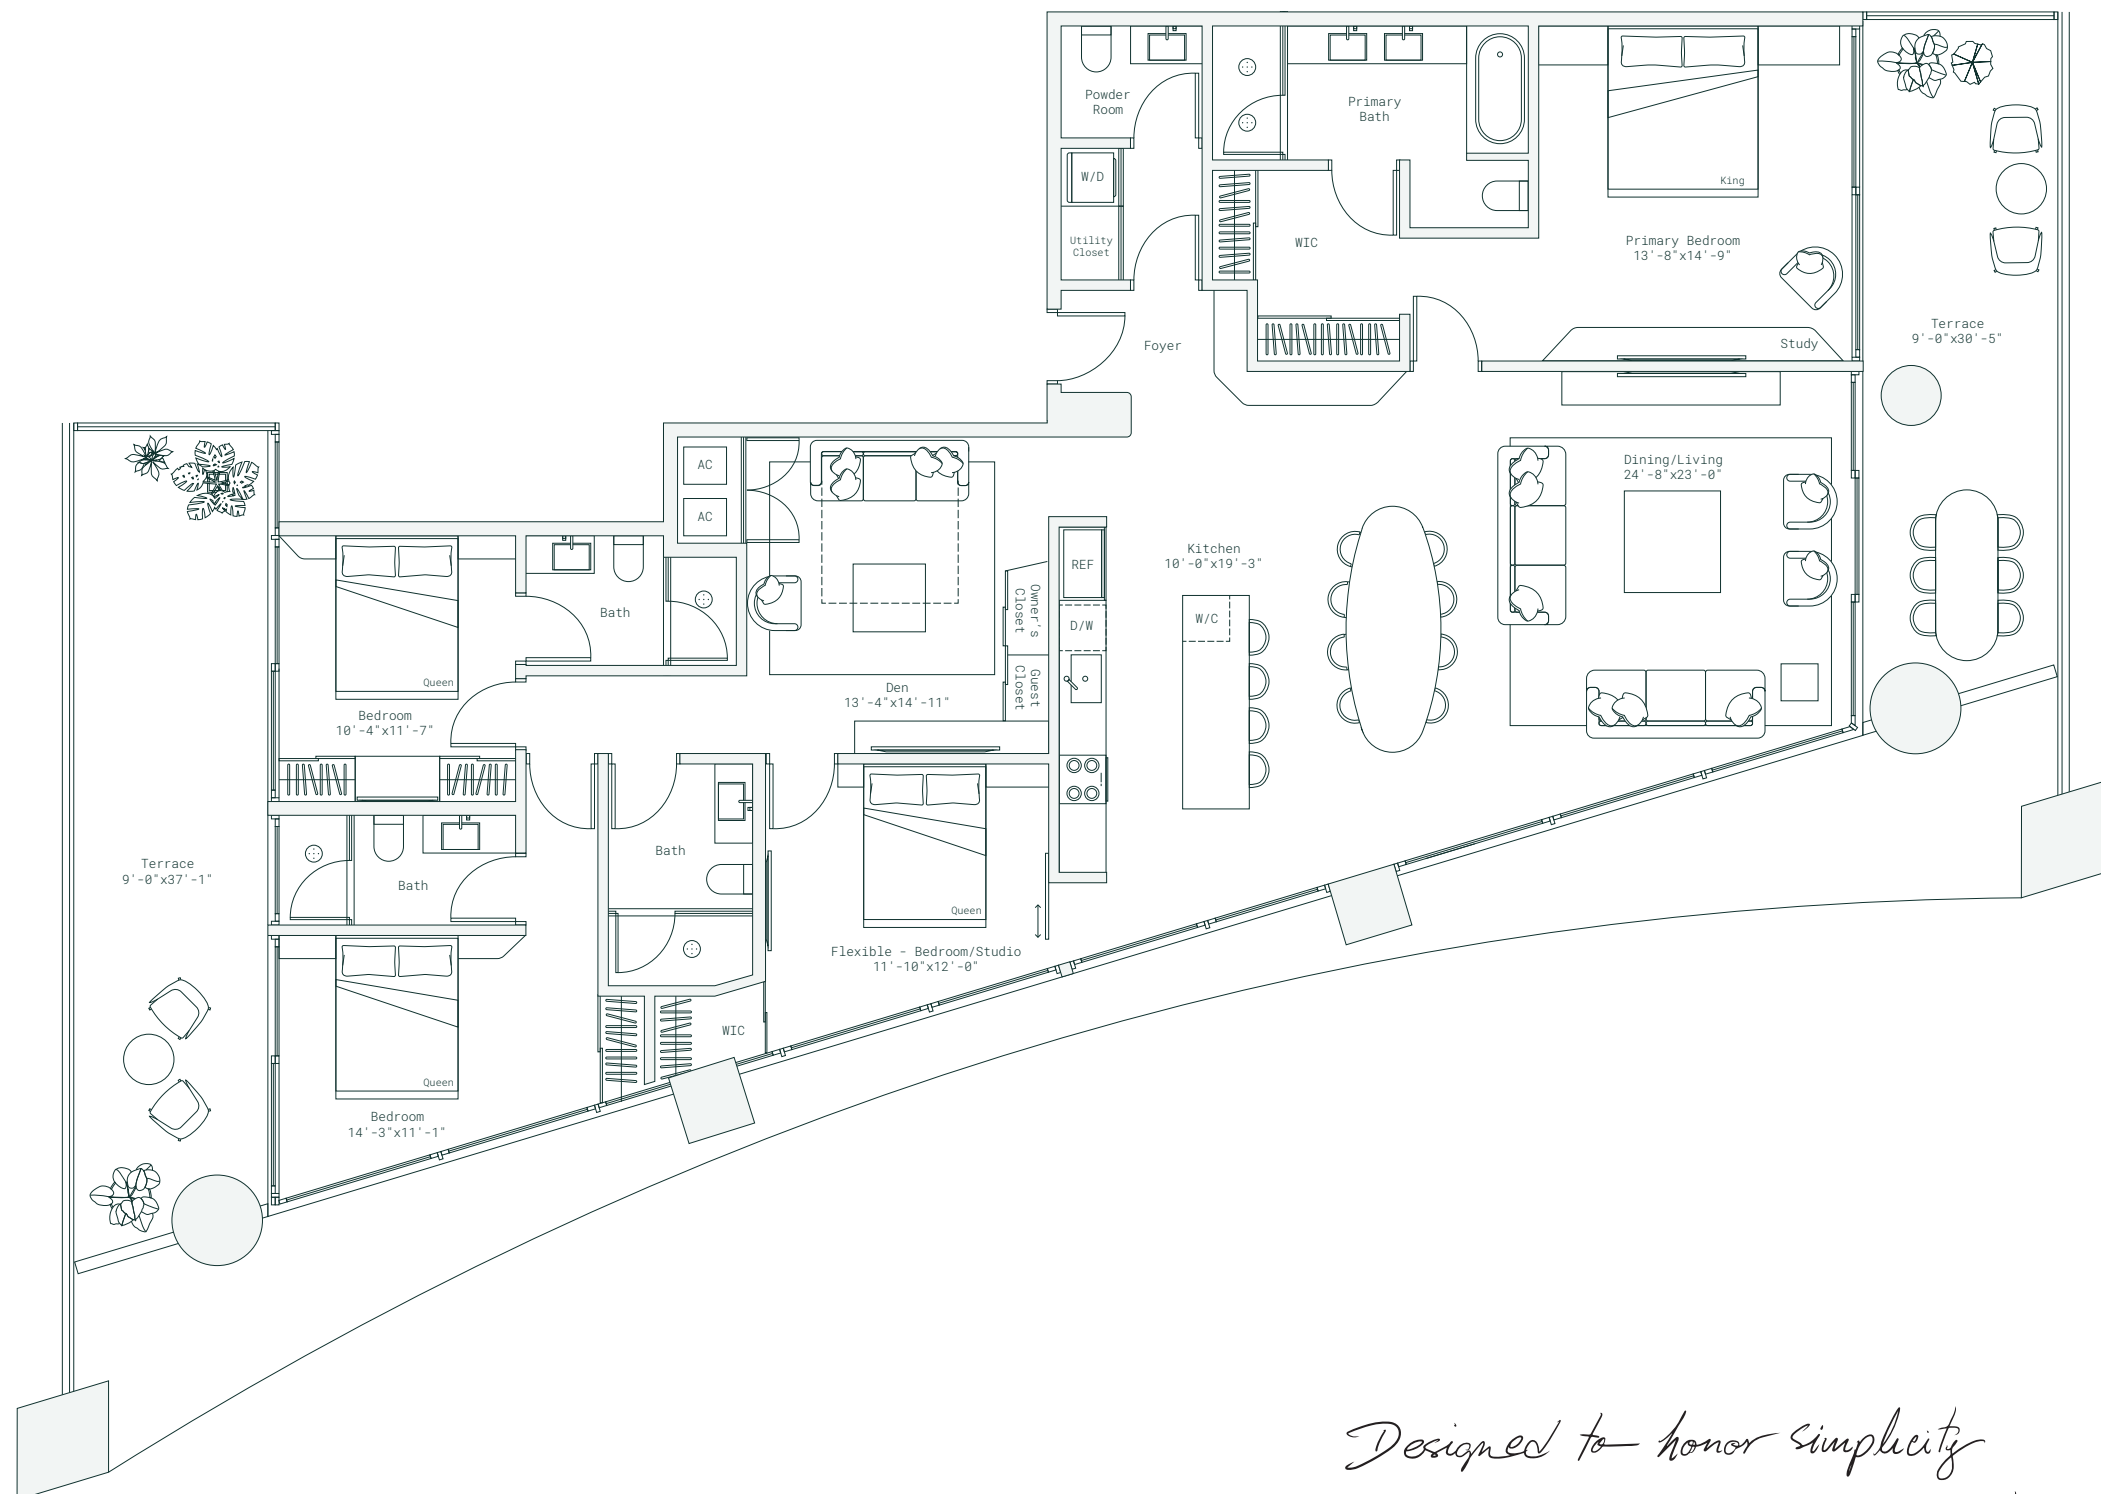 Powder
Room
Primary
Bath
W/D
King
Utility
Closet
WIC
Primary Bedroom
13'-8"x14'-9"
Terrace
9'-0"x30'-5"
Foyer
Study
AC
AC
Dining/Living
24'-8"x23'-0"
Kitchen
10'-0"x19'-3"
REF
Owner's
Closet
W/C
D/W
Bath
Queen
Guest
Closet
Den
13'-4"x14'-11"
Bedroom
10'-4"x11'-7"
Terrace
9'-0"x37'-1"
Bath
Bath
Queen
Flexible - Bedroom/Studio
11'-10"x12'-0"
WIC
Queen
Bedroom
14'-3"x11'-1"
Designed to honor simplicity